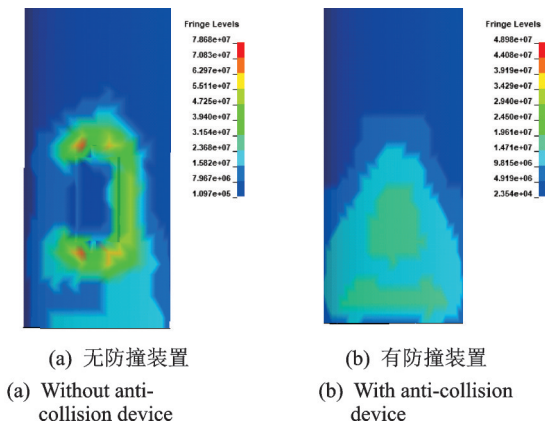 Fringe Levels
7.868e+07
7.083e+07
6.297e+07
5.511e+07
4.725e+07
3.940e+07
3.154e+07
2.368e+07
1.582e+07
7.967e+06
1.097e+05
Fringe Levels
4.898e+07
4.408e+07
3.919e+07
3.429e+07
2.940e+07
2.450e+07
1.961e+07
1.471e+07
9.815e+06
4.919e+06
2.354e+04
(a) 无防撞装置
(a) Without anti-
collision device
(b) 有防撞装置
(b) With anti-collision
device